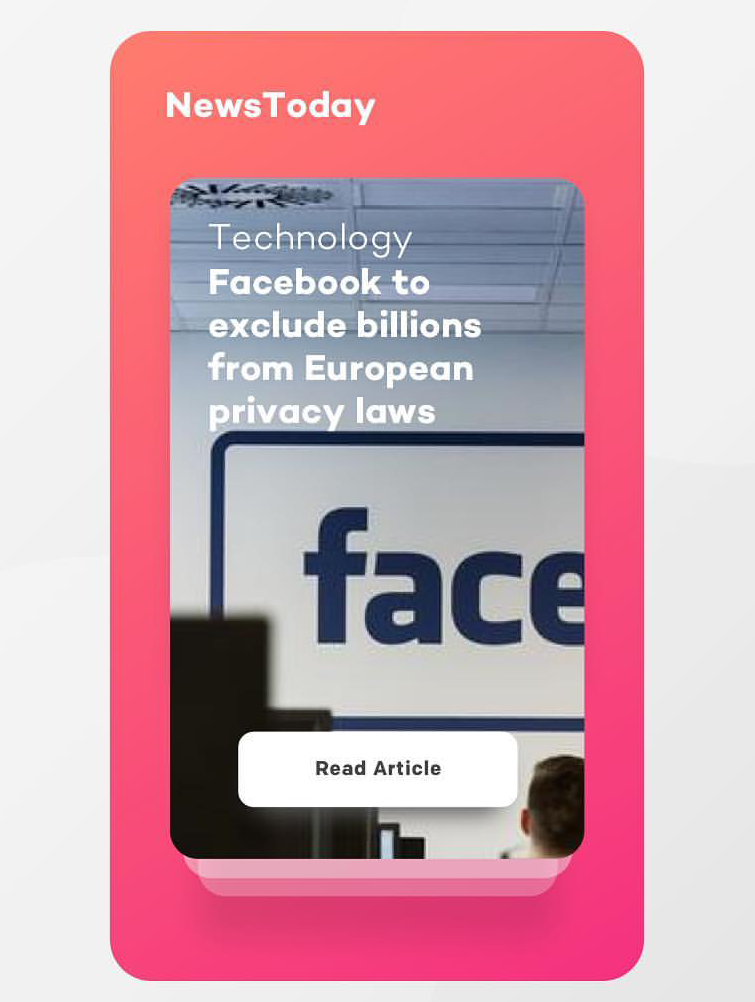 NewsToday
Technology
Facebook to
exclude billions
from European
privacy laws
face
Read Article